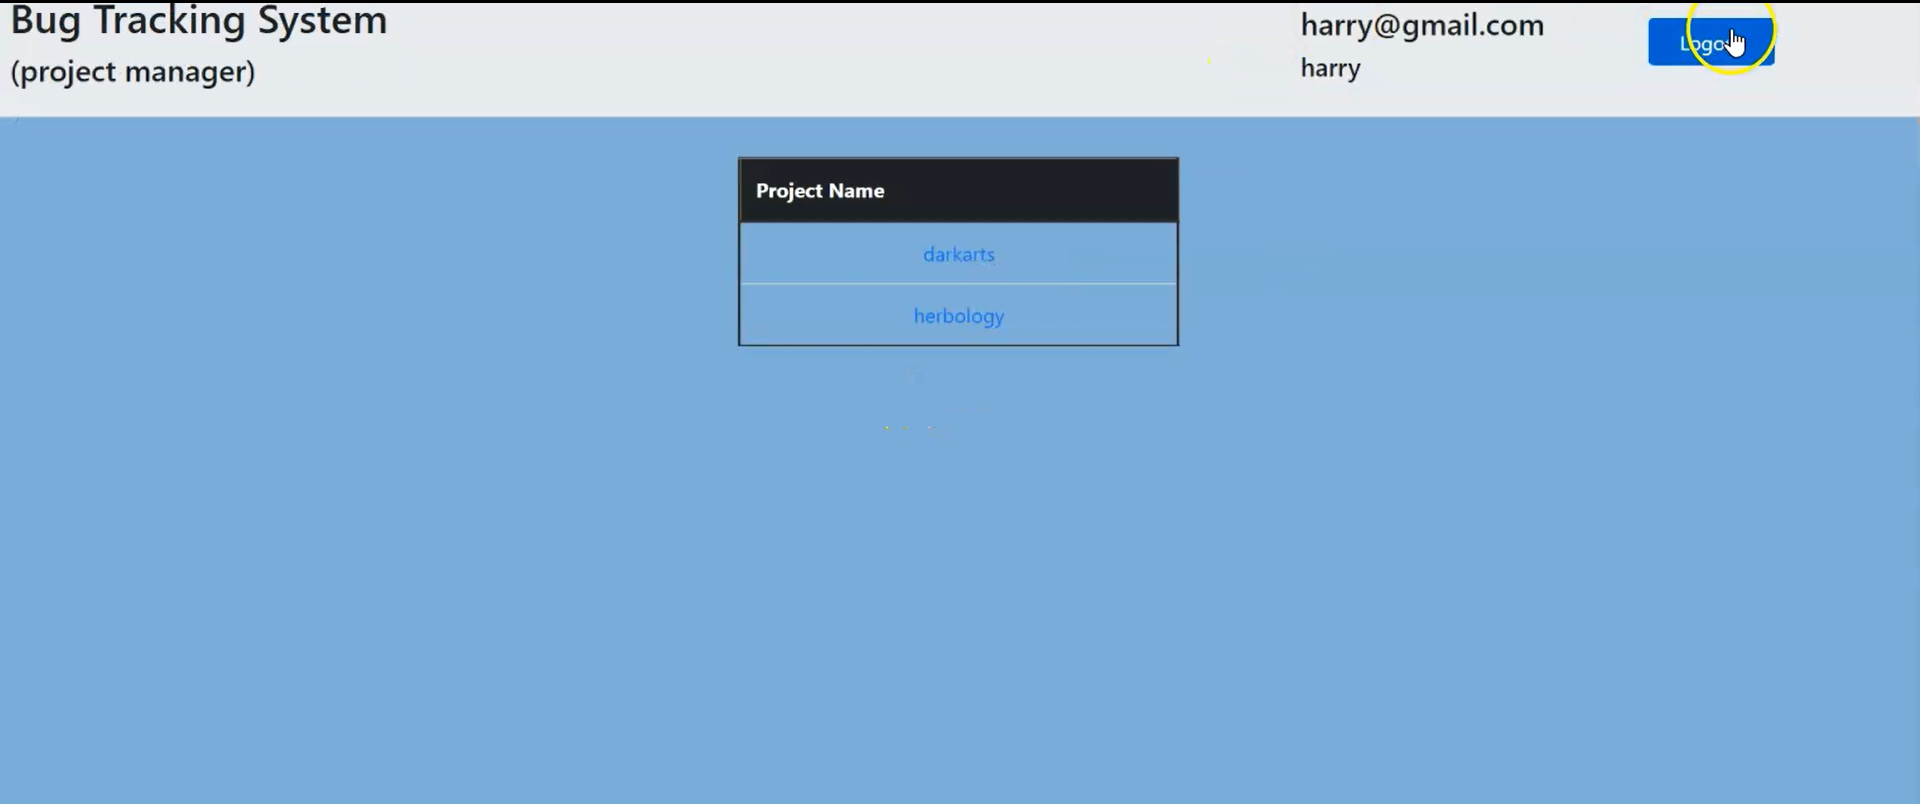 Bug Tracking System
(project manager)
harry@gmail.com
harry
Project Name
darkarts
herbology